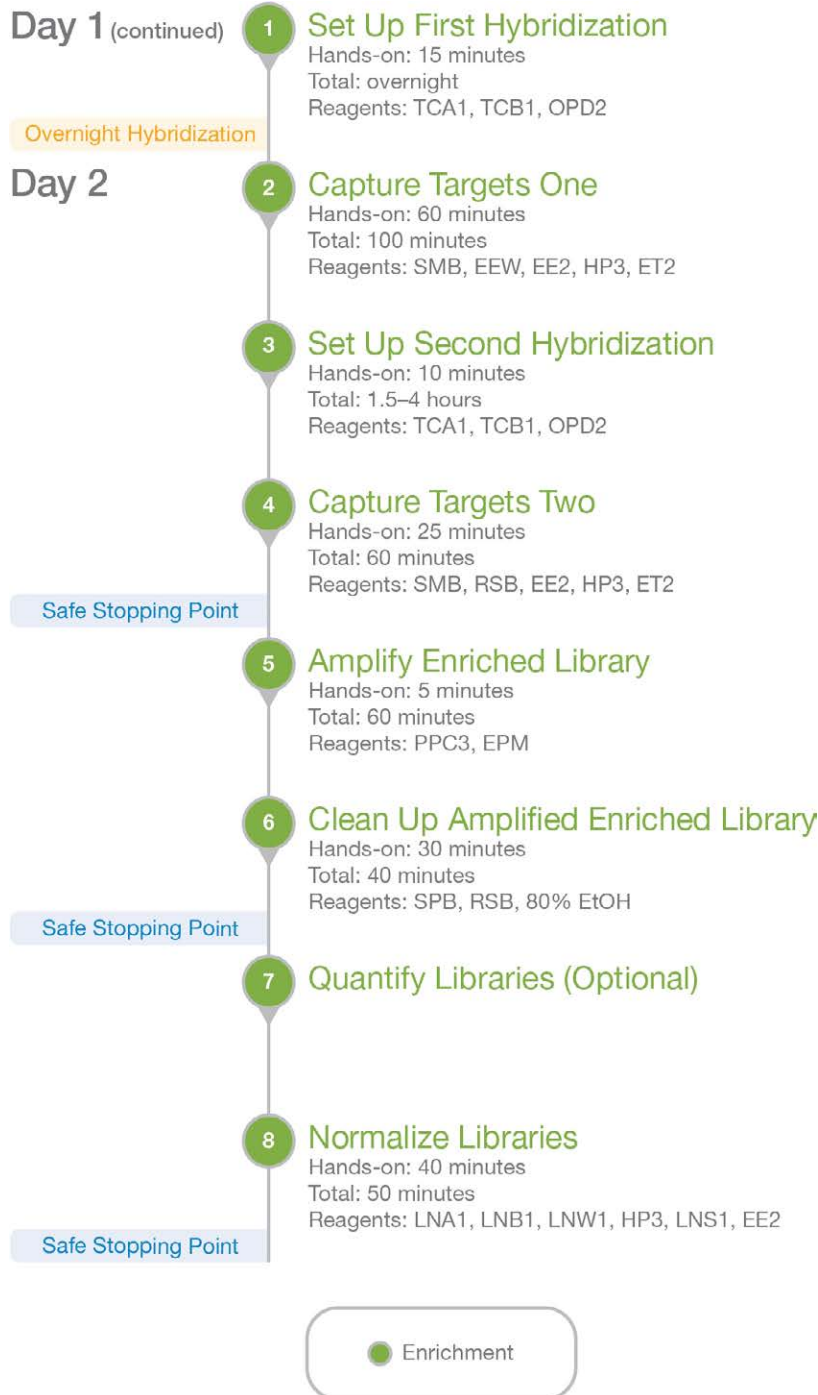 Day 1 (continued)
1
Set Up First Hybridization
Hands-on: 15 minutes
Total: overnight
Reagents: TCA1, TCB1, OPD2
Overnight Hybridization
Day 2
2
Capture Targets One
Hands-on: 60 minutes
Total: 100 minutes
Reagents: SMB, EEW, EE2, HP3, ET2
3
Set Up Second Hybridization
Hands-on: 10 minutes
Total: 1.5–4 hours
Reagents: TCA1, TCB1, OPD2
4
Capture Targets Two
Hands-on: 25 minutes
Total: 60 minutes
Reagents: SMB, RSB, EE2, HP3, ET2
Safe Stopping Point
5
Amplify Enriched Library
Hands-on: 5 minutes
Total: 60 minutes
Reagents: PPC3, EPM
6
Clean Up Amplified Enriched Library
Hands-on: 30 minutes
Total: 40 minutes
Reagents: SPB, RSB, 80% EtOH
Safe Stopping Point
7
Quantify Libraries (Optional)
8
Normalize Libraries
Hands-on: 40 minutes
Total: 50 minutes
Reagents: LNA1, LNB1, LNW1, HP3, LNS1, EE2
Safe Stopping Point
Enrichment